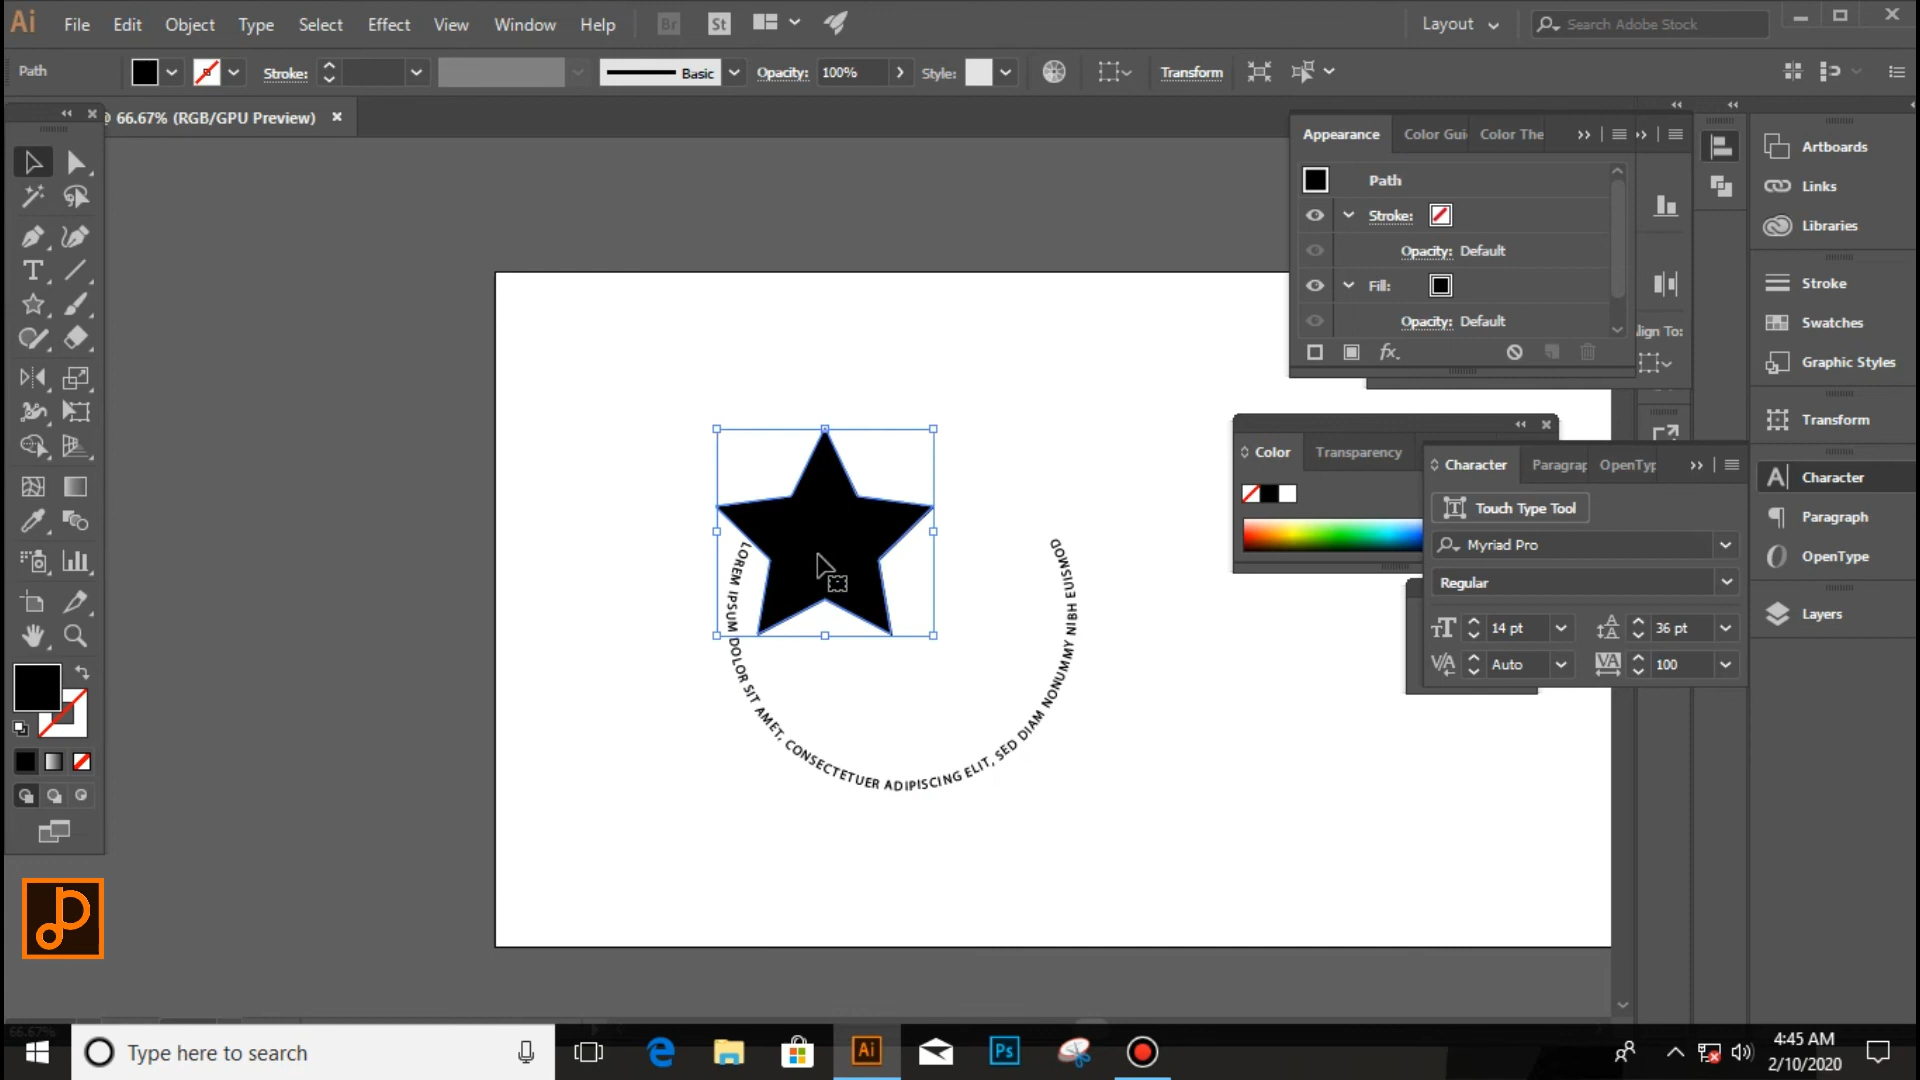 Ai File Edit Object Type Select Effect View Window Help Br St Layout Search Adobe Stock
Path Stroke: Basic Opacity: 100% Style: Transform
@ 66.67% (RGB/GPU Preview)
Appearance Color Gui Color The
Path
Stroke:
Opacity: Default
Fill:
Opacity: Default
fx
lign To:
Artboards
Links
Libraries
Stroke
Swatches
Graphic Styles
Transform
Character
Paragraph
OpenType
Layers
Color Transparency
Character Paragrap OpenTyp
Touch Type Tool
Myriad Pro
Regular
14 pt 36 pt
Auto 100
LOREM IPSUM DOLOR SIT AMET, CONSECTETUER ADIPISCING ELIT, SED DIAM NONUMMY NIBH EUISMOD
66.67%
Type here to search
Ai
Ps
4:45 AM
2/10/2020